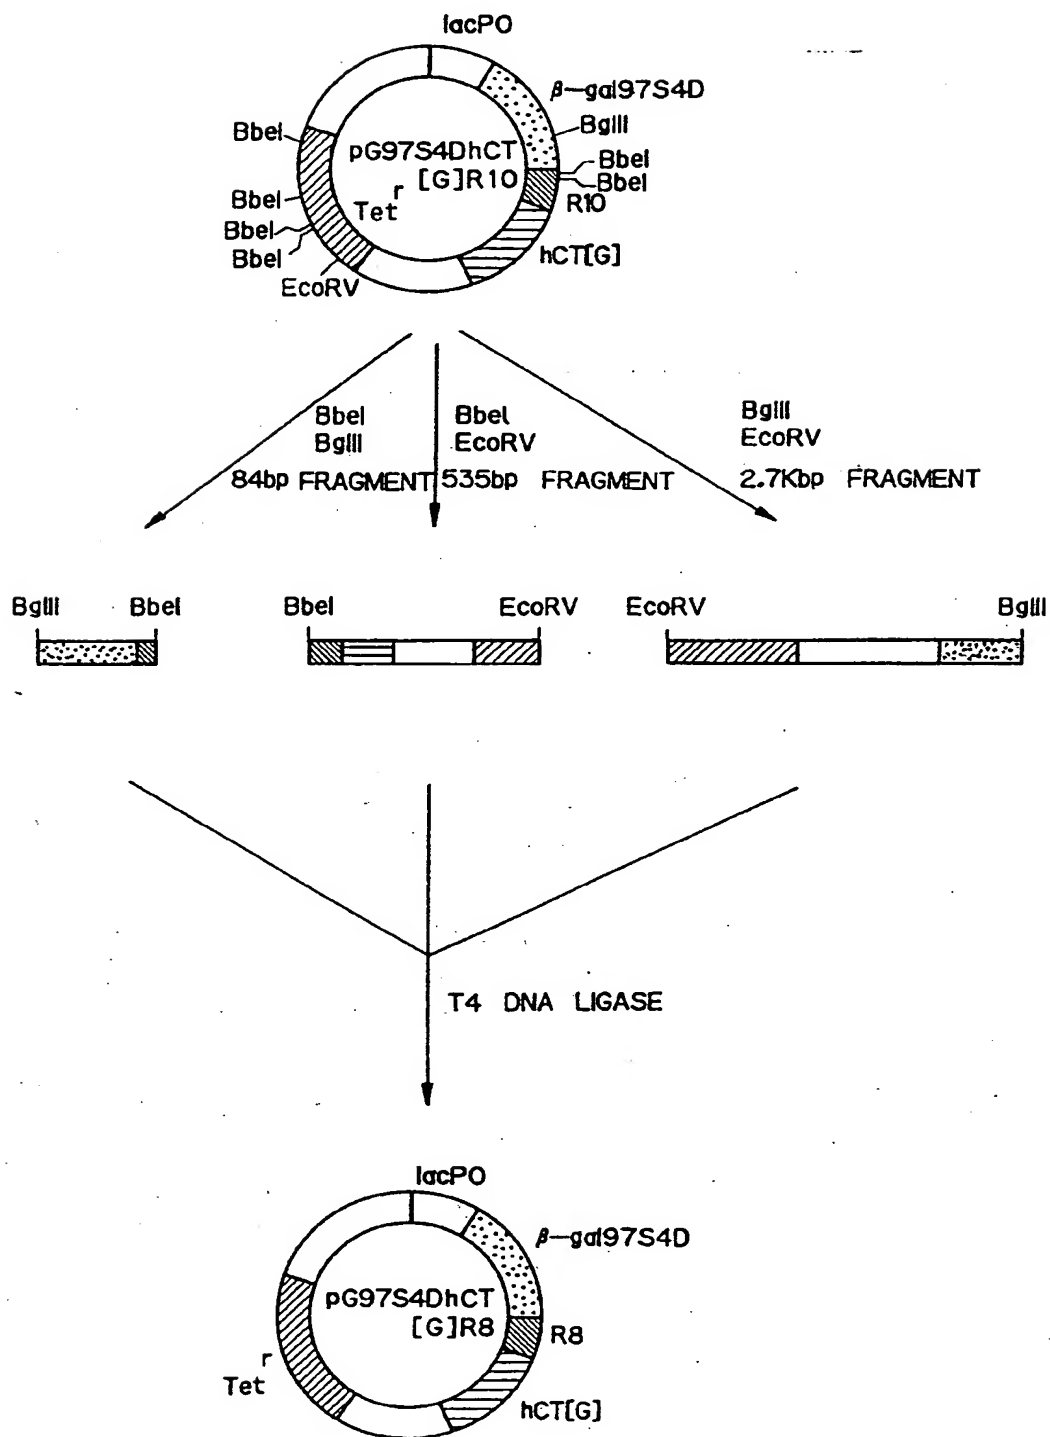 lacPO
β-gal97S4D
BglII
BbeI
BbeI
R10
hCT[G]
BbeI
BbeI
BbeI
BbeI
EcoRV
pG97S4DhCT
[G]R10
Tet r
BbeI
BglII
84bp FRAGMENT
BbeI
EcoRV
535bp FRAGMENT
BglII
EcoRV
2.7Kbp FRAGMENT
BglII BbeI BbeI EcoRV EcoRV BglII
T4 DNA LIGASE
lacPO
β-gal97S4D
pG97S4DhCT
[G]R8
R8
Tet r
hCT[G]